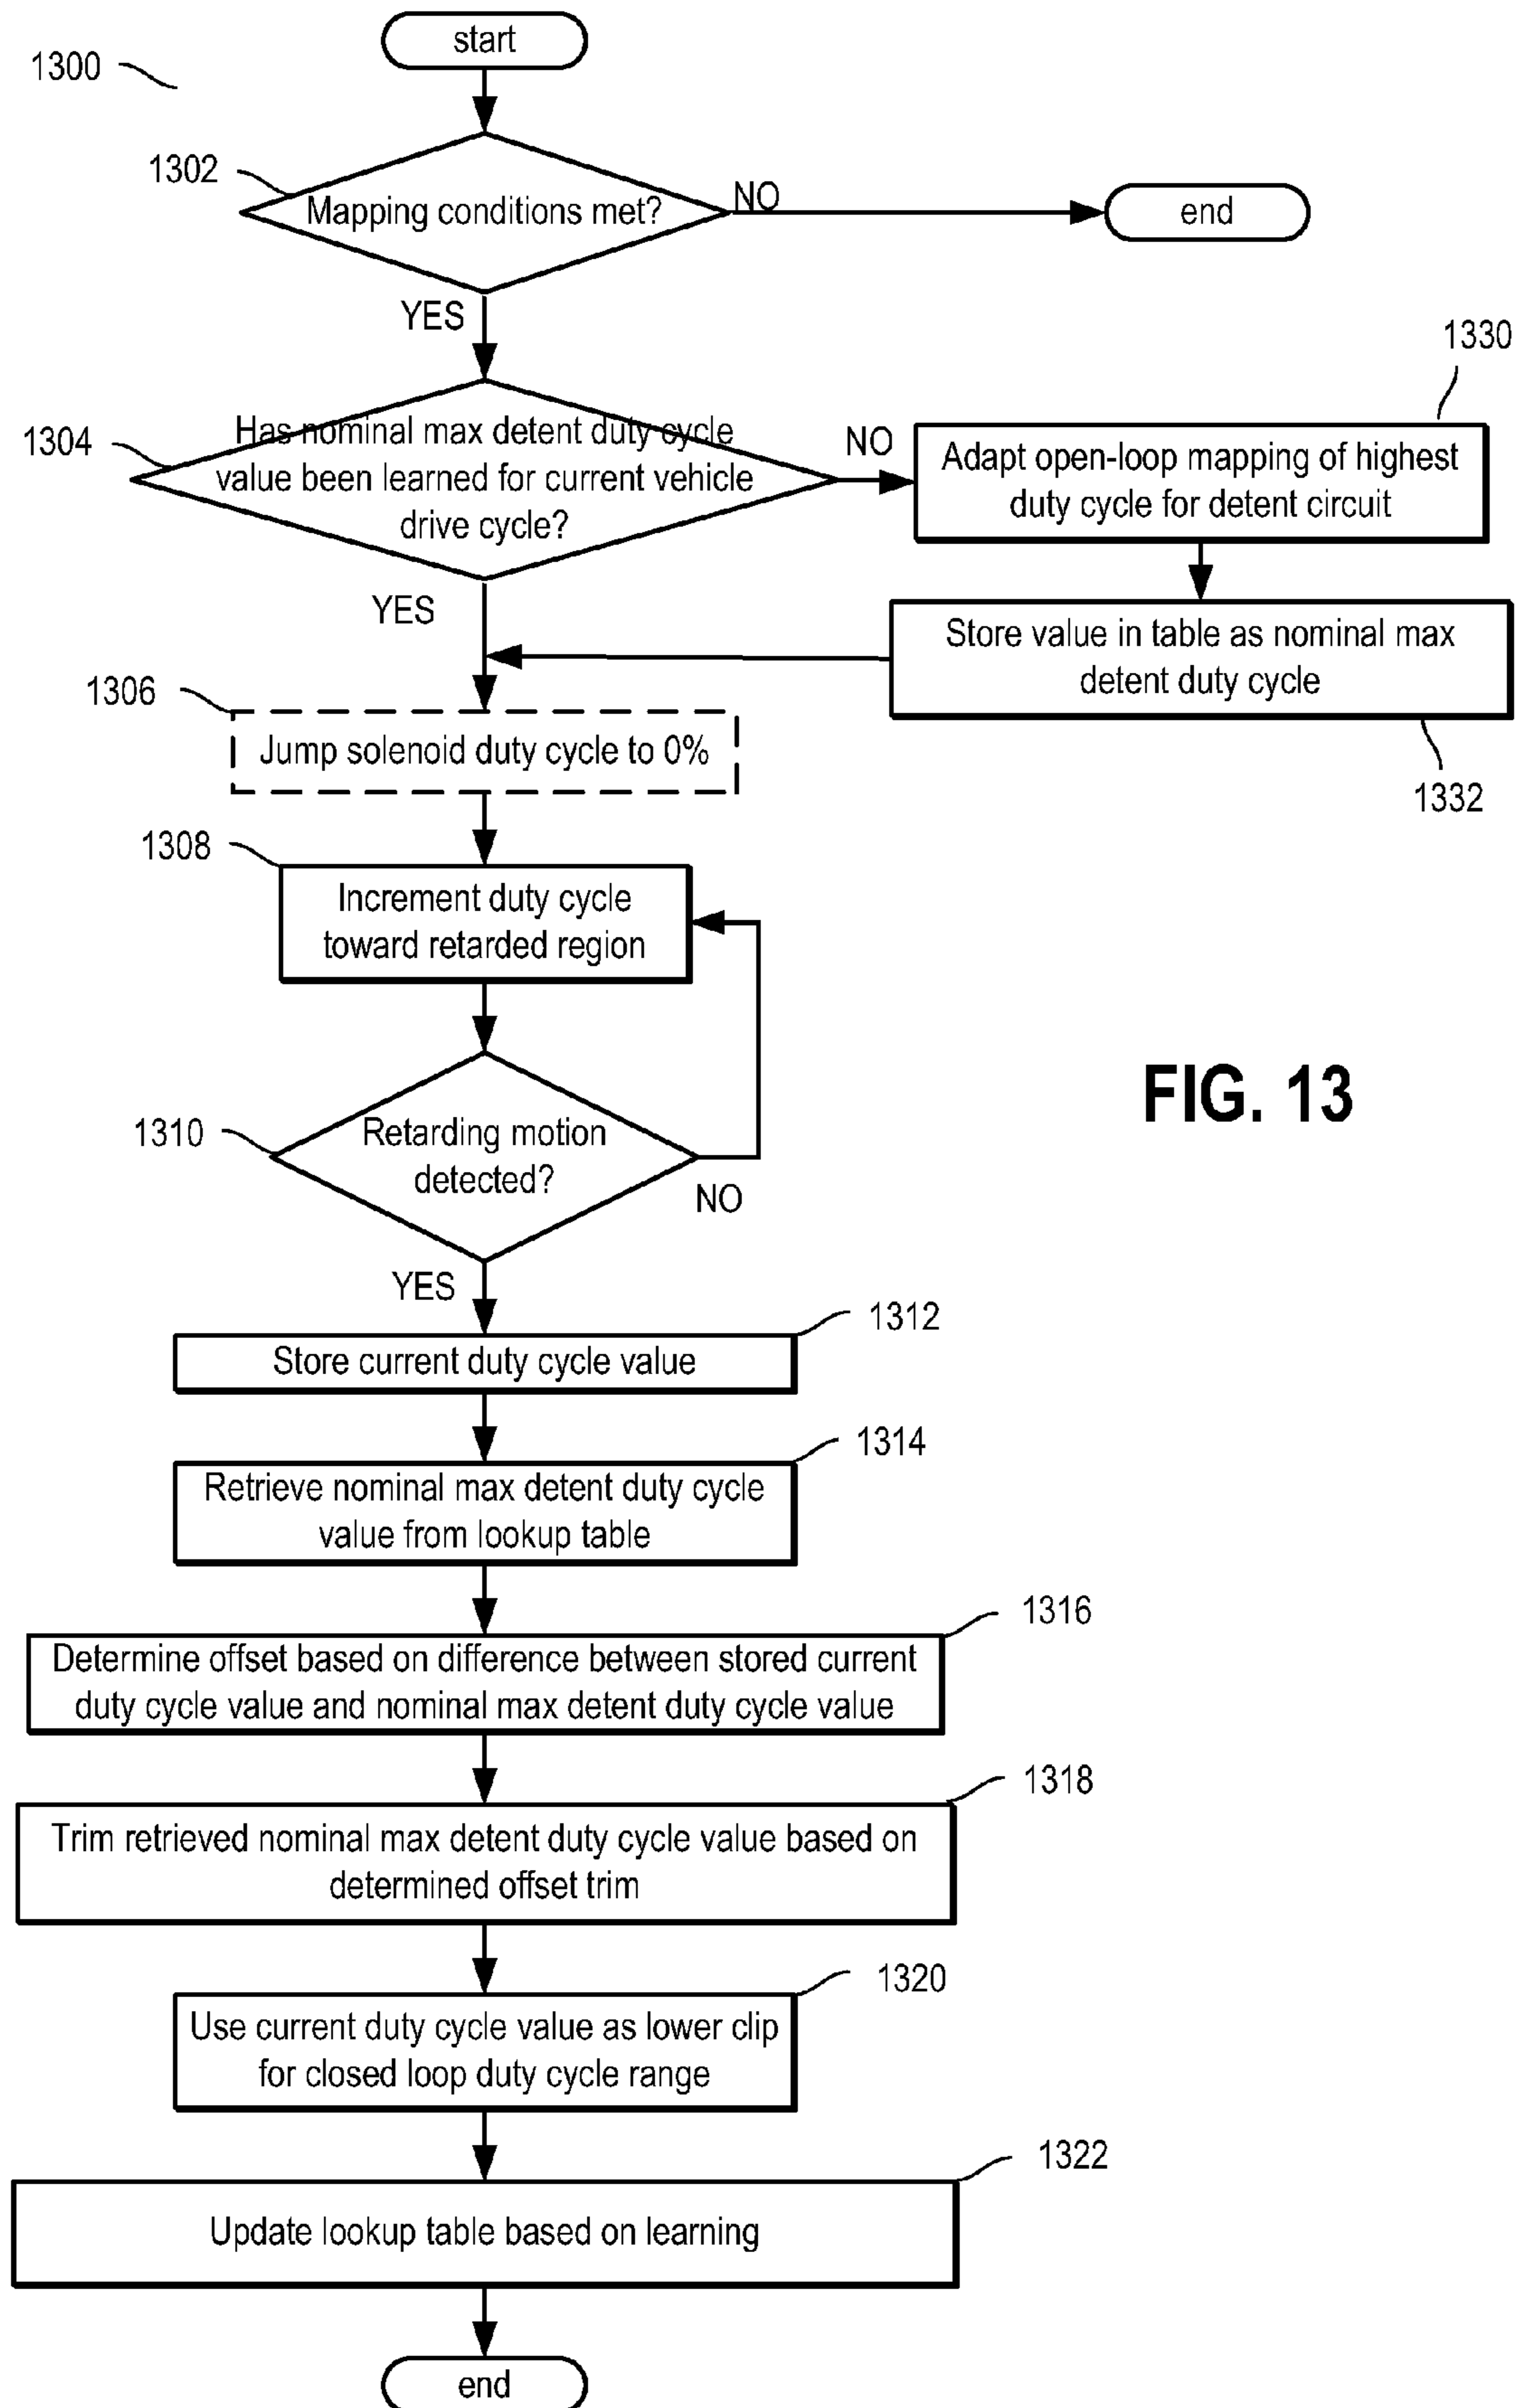 start
1300
1302
Mapping conditions met?
NO
end
YES
1330
1304
Has nominal max detent duty cycle
value been learned for current vehicle
drive cycle?
NO
Adapt open-loop mapping of highest
duty cycle for detent circuit
YES
Store value in table as nominal max
detent duty cycle
1332
1306
Jump solenoid duty cycle to 0%
1308
Increment duty cycle
toward retarded region
FIG. 13
1310
Retarding motion
detected?
NO
YES
1312
Store current duty cycle value
1314
Retrieve nominal max detent duty cycle
value from lookup table
1316
Determine offset based on difference between stored current
duty cycle value and nominal max detent duty cycle value
1318
Trim retrieved nominal max detent duty cycle value based on
determined offset trim
1320
Use current duty cycle value as lower clip
for closed loop duty cycle range
1322
Update lookup table based on learning
end